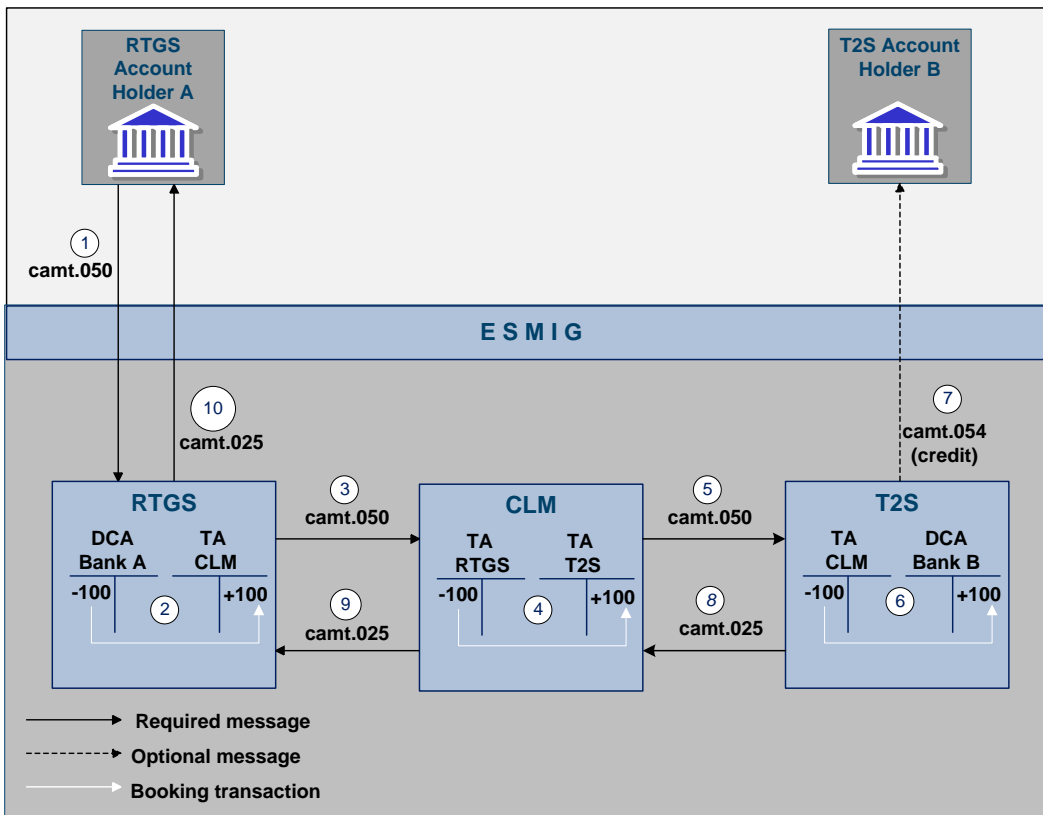 RTGS
Account
Holder A
T2S Account
Holder B
1
camt.050
E S M I G
10
camt.025
7
camt.054
(credit)
RTGS
DCA
Bank A
TA
CLM
-100
+100
2
3
camt.050
9
camt.025
CLM
TA
RTGS
TA
T2S
-100
+100
4
5
camt.050
8
camt.025
T2S
TA
CLM
DCA
Bank B
-100
+100
6
Required message
Optional message
Booking transaction